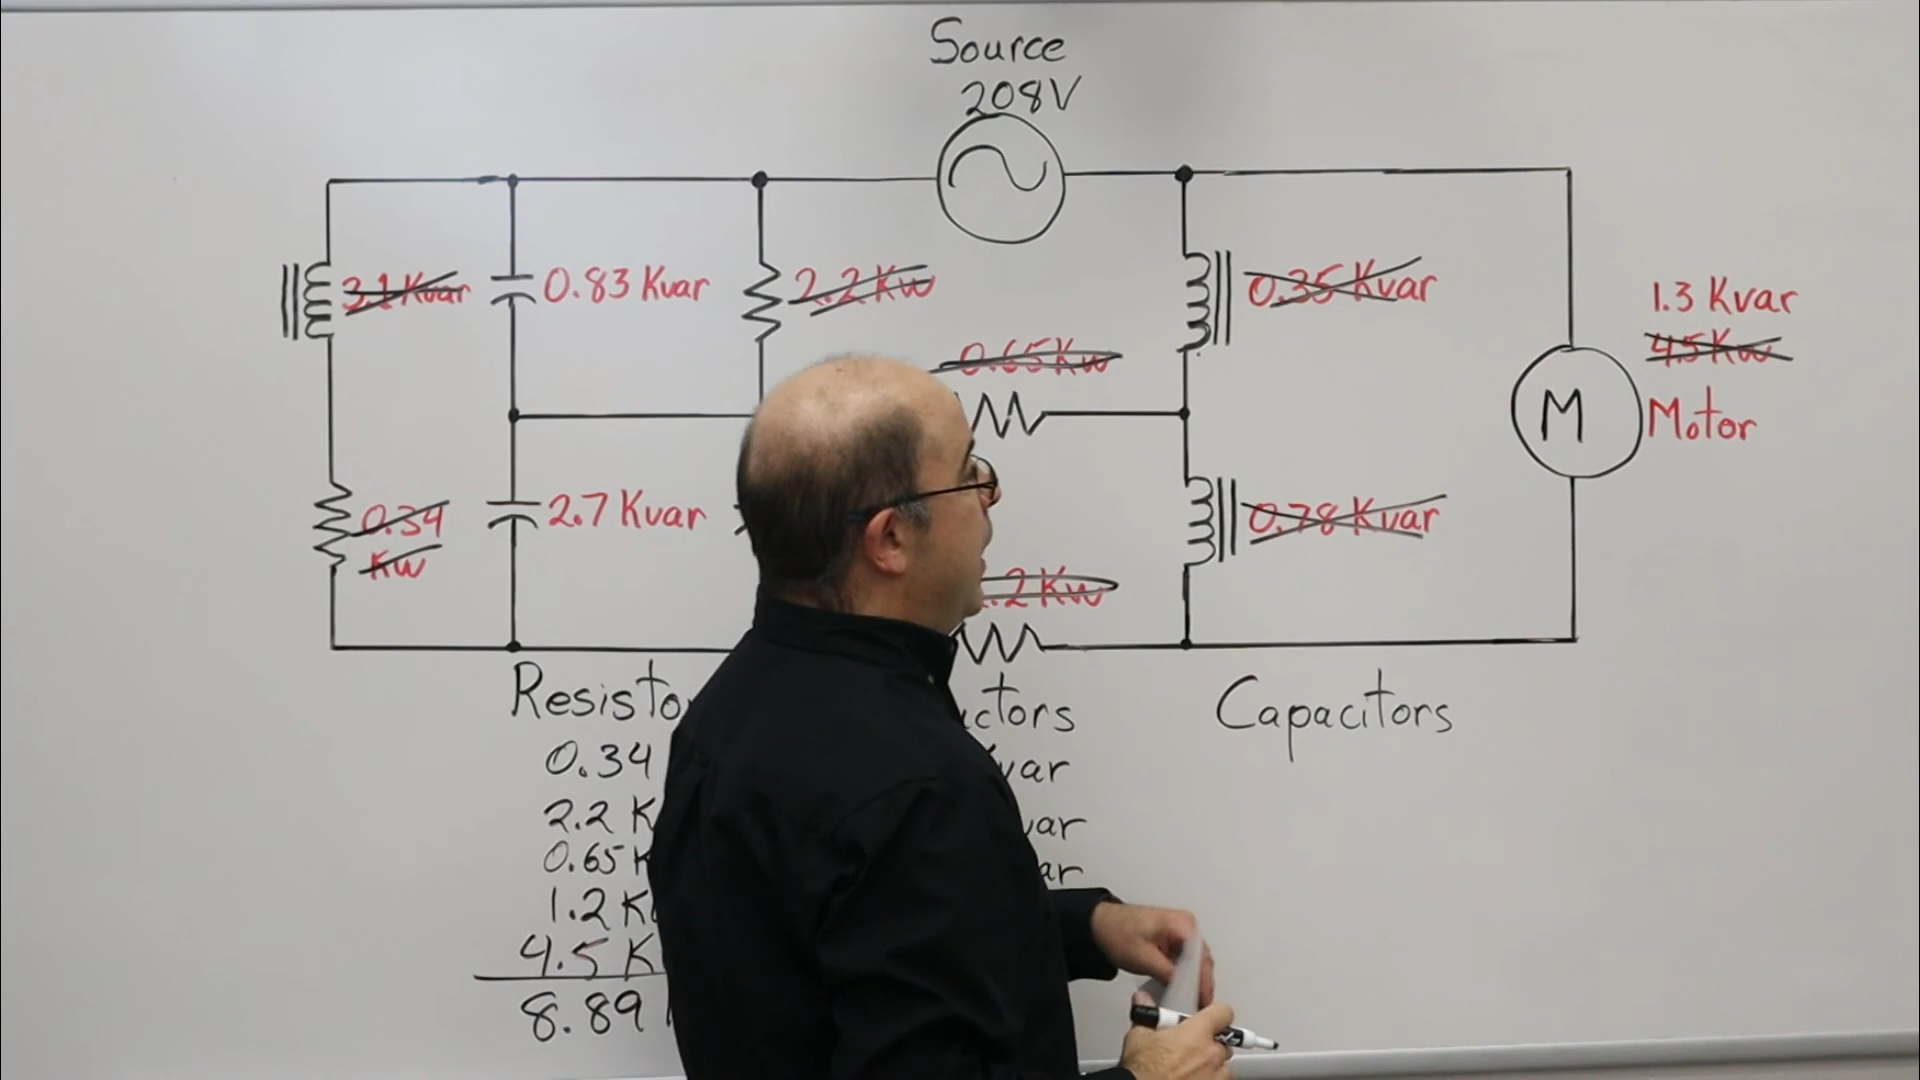 Source
208V
3.1 Kvar
0.83 Kvar
2.2 Kw
0.35 Kvar
1.3 Kvar
4.5 Kw
Motor
M
0.65 Kw
0.34
Kw
2.7 Kvar
0.78 Kvar
.2 Kw
Resisto
ctors
Capacitors
0.34
var
2.2 K
var
0.65 K
ar
1.2 K
4.5 K
8.89